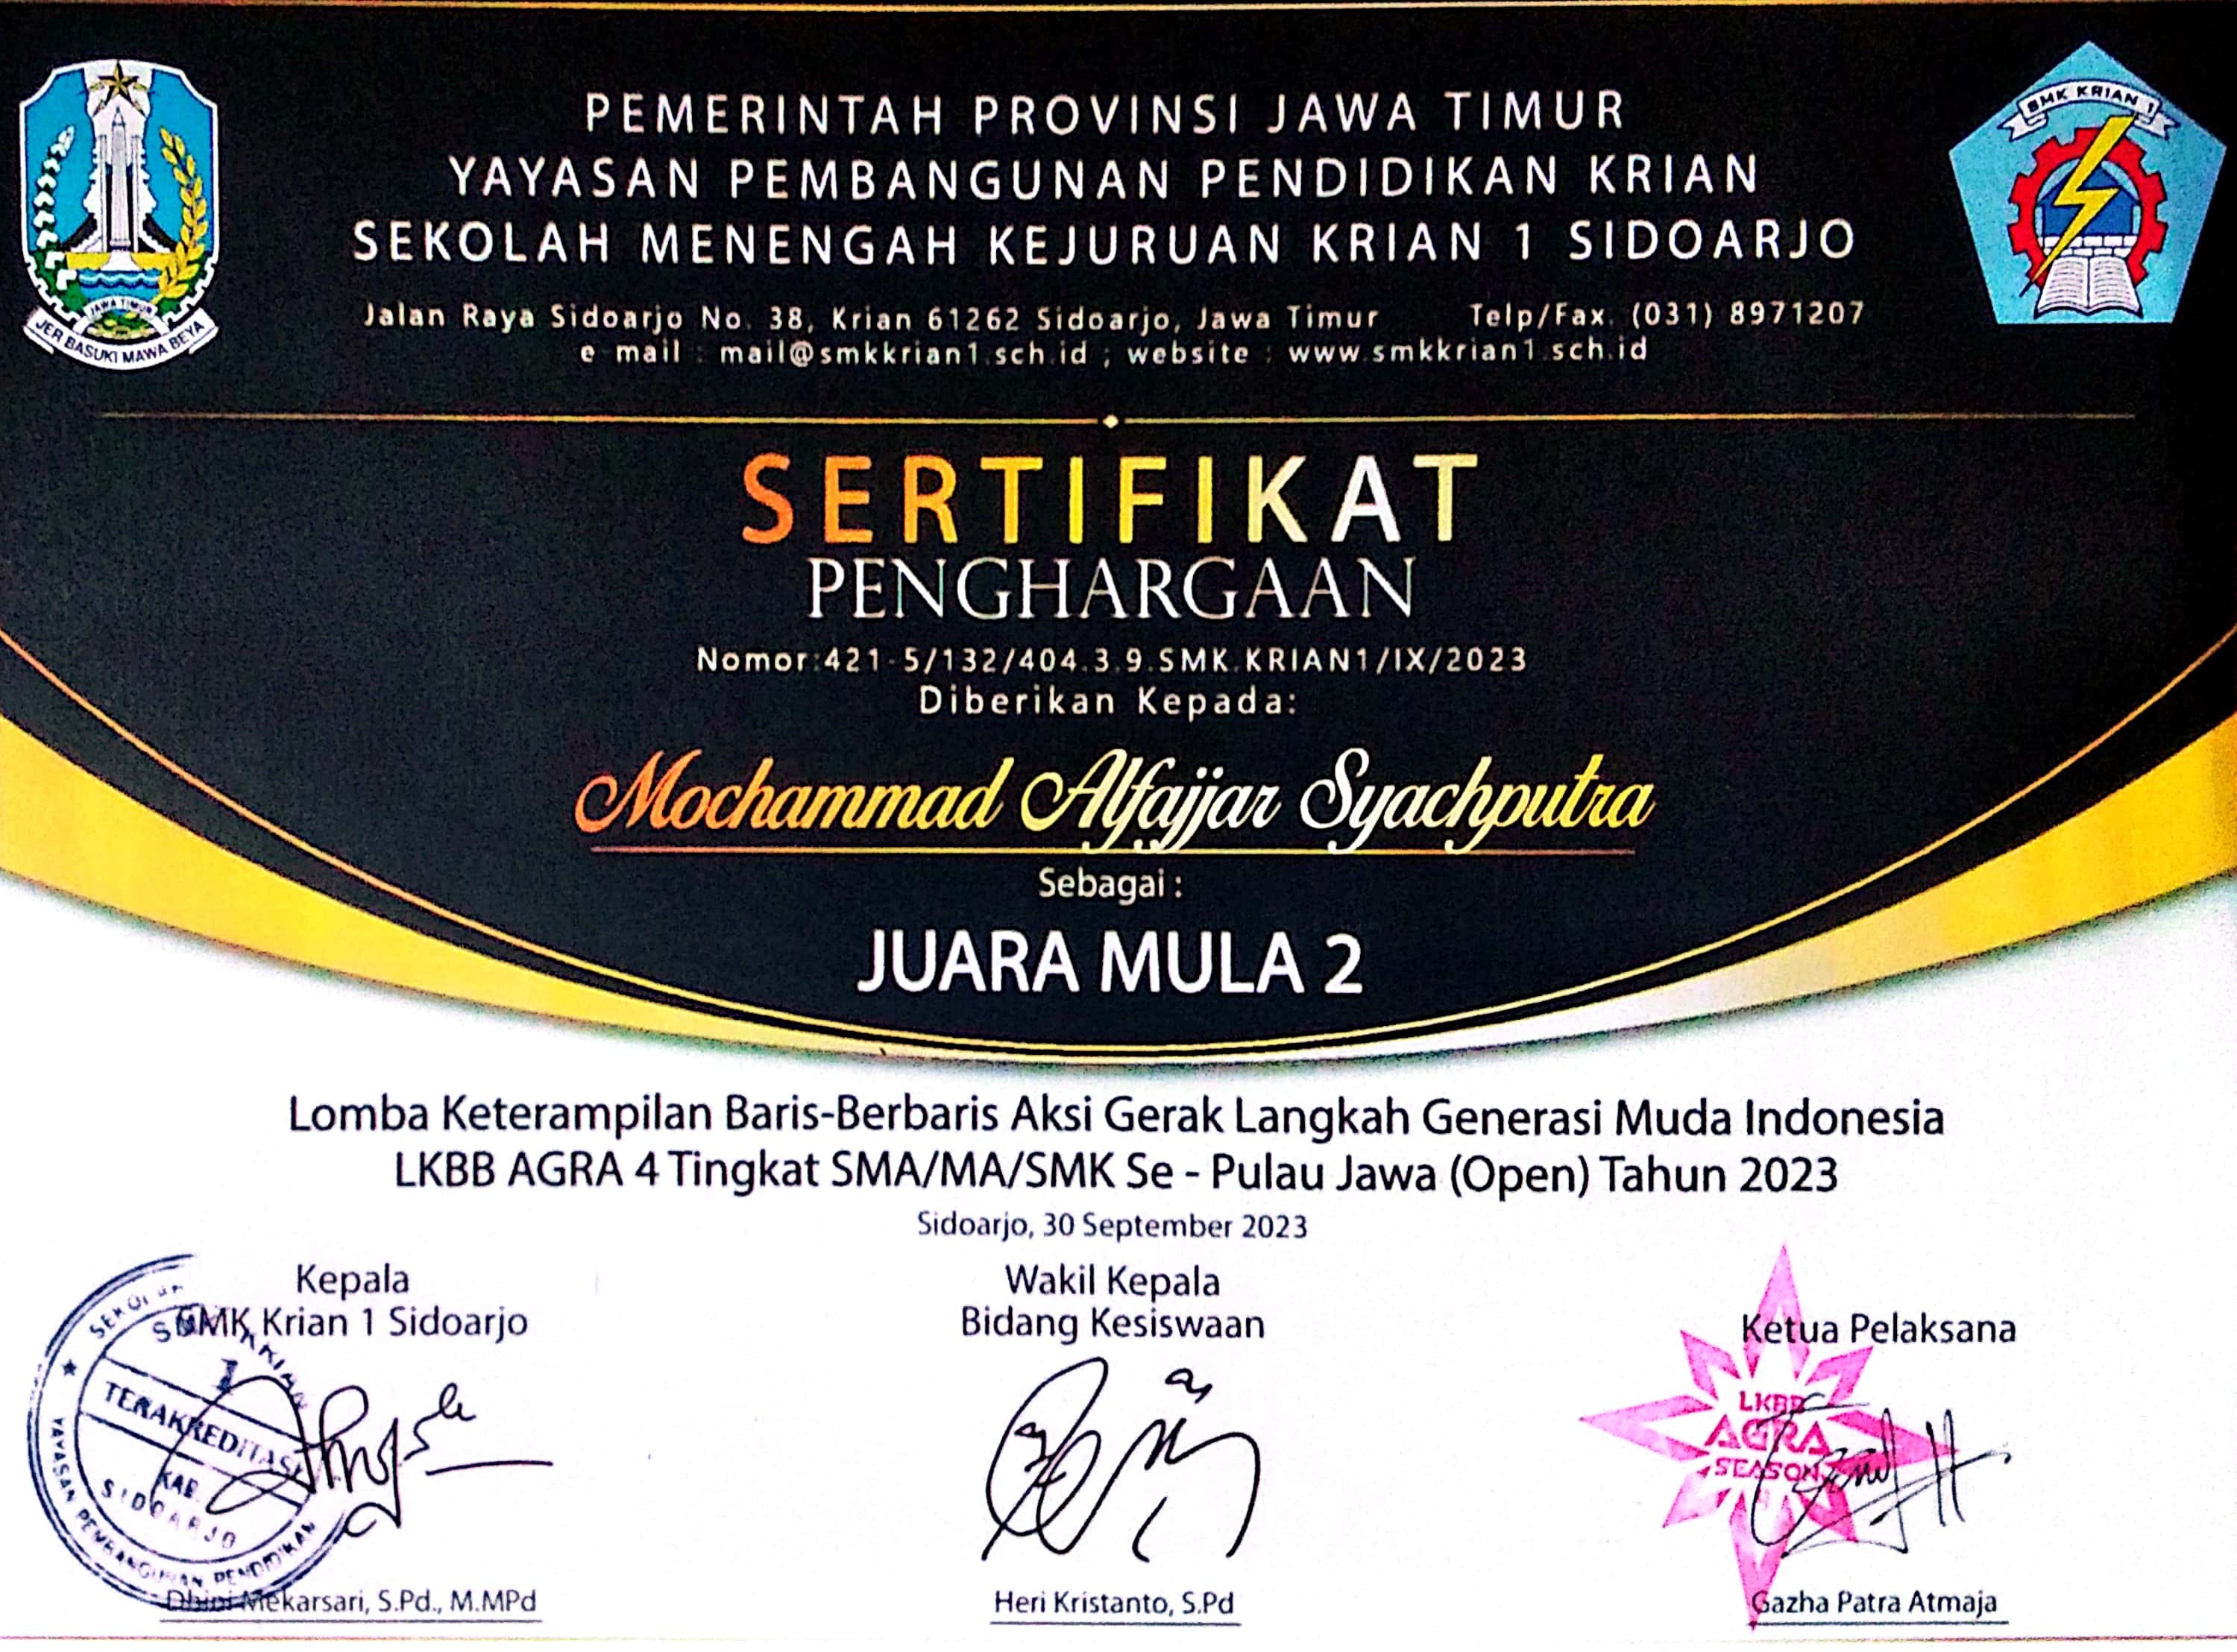 PEMERINTAH PROVINSI JAWA TIMUR
YAYASAN PEMBANGUNAN PENDIDIKAN KRIAN
SEKOLAH MENENGAH KEJURUAN KRIAN 1 SIDOARJO
Jalan Raya Sidoarjo No. 38, Krian 61262 Sidoarjo, Jawa Timur Telp/Fax. (031) 8971207
e mail : mail@smkkrian1.sch.id ; website : www.smkkrian1.sch.id
JAWA TIMUR
JER BASUKI MAWA BEYA
SMK KRIAN 1
SERTIFIKAT
PENGHARGAAN
Nomor:421-5/132/404.3.9.SMK.KRIAN1/IX/2023
Diberikan Kepada:
Mochammad Alfajjar Syachputra
Sebagai :
JUARA MULA 2
Lomba Keterampilan Baris-Berbaris Aksi Gerak Langkah Generasi Muda Indonesia
LKBB AGRA 4 Tingkat SMA/MA/SMK Se - Pulau Jawa (Open) Tahun 2023
Sidoarjo, 30 September 2023
Kepala
SMK Krian 1 Sidoarjo
TERAKREDITASI
KAB.
SIDOARJO
YAYASAN PEMBANGUNAN PENDIDIKAN
Dhini Mekarsari, S.Pd., M.MPd
Wakil Kepala
Bidang Kesiswaan
Heri Kristanto, S.Pd
Ketua Pelaksana
LKBB
AGRA
SEASON
Gazha Patra Atmaja